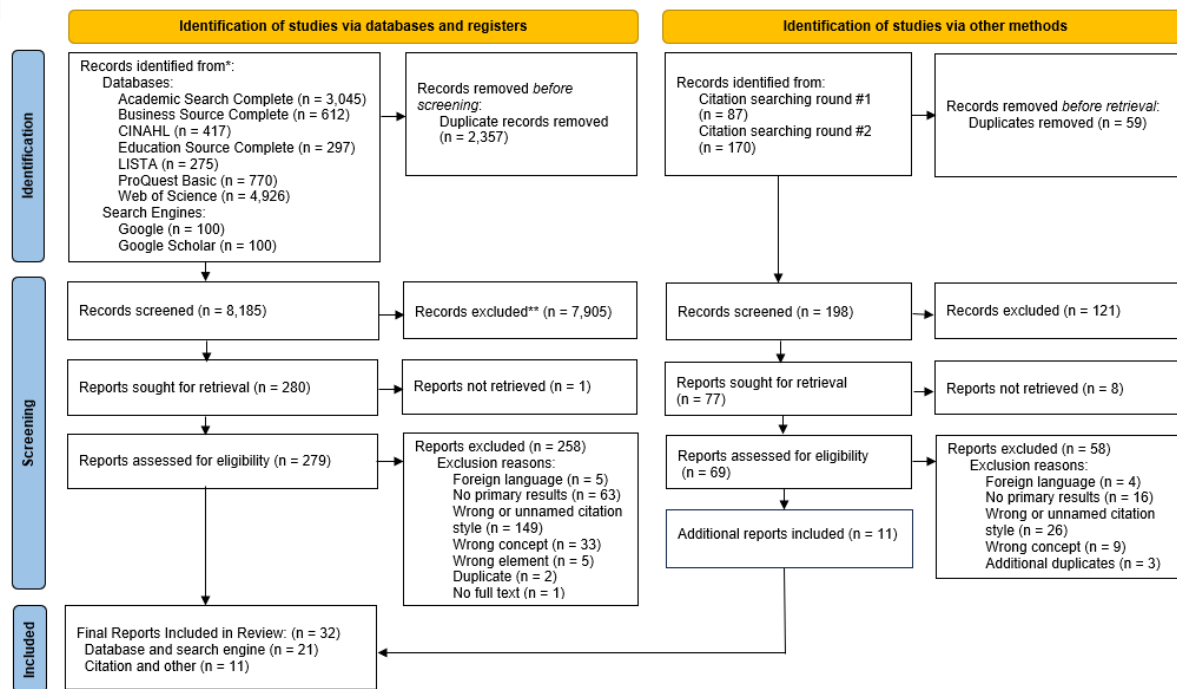 Identification of studies via databases and registers
Identification of studies via other methods
Identification
Records identified from*:
Databases:
Academic Search Complete (n = 3,045)
Business Source Complete (n = 612)
CINAHL (n = 417)
Education Source Complete (n = 297)
LISTA (n = 275)
ProQuest Basic (n = 770)
Web of Science (n = 4,926)
Search Engines:
Google (n = 100)
Google Scholar (n = 100)
Records removed before
screening:
Duplicate records removed
(n = 2,357)
Records identified from:
Citation searching round #1
(n = 87)
Citation searching round #2
(n = 170)
Records removed before retrieval:
Duplicates removed (n = 59)
Screening
Records screened (n = 8,185)
Records excluded** (n = 7,905)
Records screened (n = 198)
Records excluded (n = 121)
Reports sought for retrieval (n = 280)
Reports not retrieved (n = 1)
Reports sought for retrieval
(n = 77)
Reports not retrieved (n = 8)
Reports assessed for eligibility (n = 279)
Reports excluded (n = 258)
Exclusion reasons:
Foreign language (n = 5)
No primary results (n = 63)
Wrong or unnamed citation
style (n = 149)
Wrong concept (n = 33)
Wrong element (n = 5)
Duplicate (n = 2)
No full text (n = 1)
Reports assessed for eligibility
(n = 69)
Reports excluded (n = 58)
Exclusion reasons:
Foreign language (n = 4)
No primary results (n = 16)
Wrong or unnamed citation
style (n = 26)
Wrong concept (n = 9)
Additional duplicates (n = 3)
Additional reports included (n = 11)
Included
Final Reports Included in Review: (n = 32)
Database and search engine (n = 21)
Citation and other (n = 11)